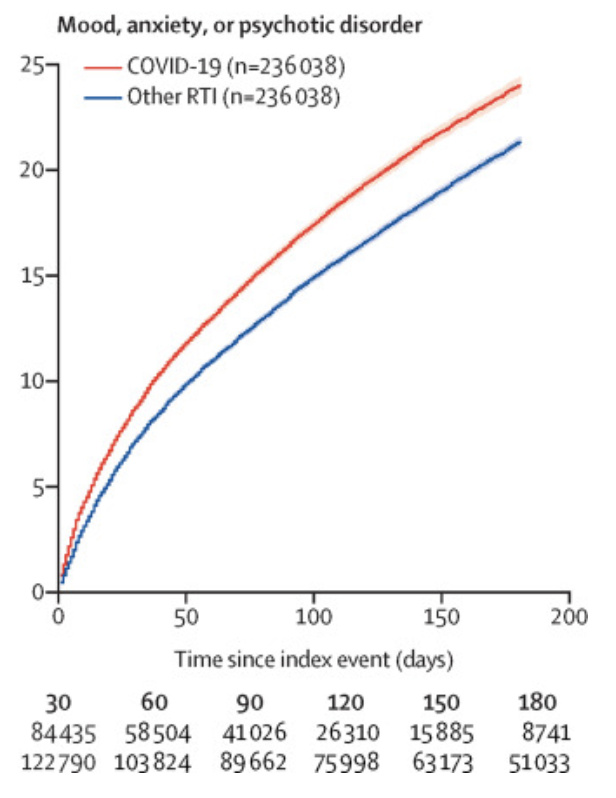 Mood, anxiety, or psychotic disorder
25
COVID-19 (n=236 038)
Other RTI (n=236 038)
20
15
10
5
0
0 50 100 150 200
Time since index event (days)
30 60 90 120 150 180
84 435 58 504 41 026 26 310 15 885 8741
122 790 103 824 89 662 75 998 63 173 51 033